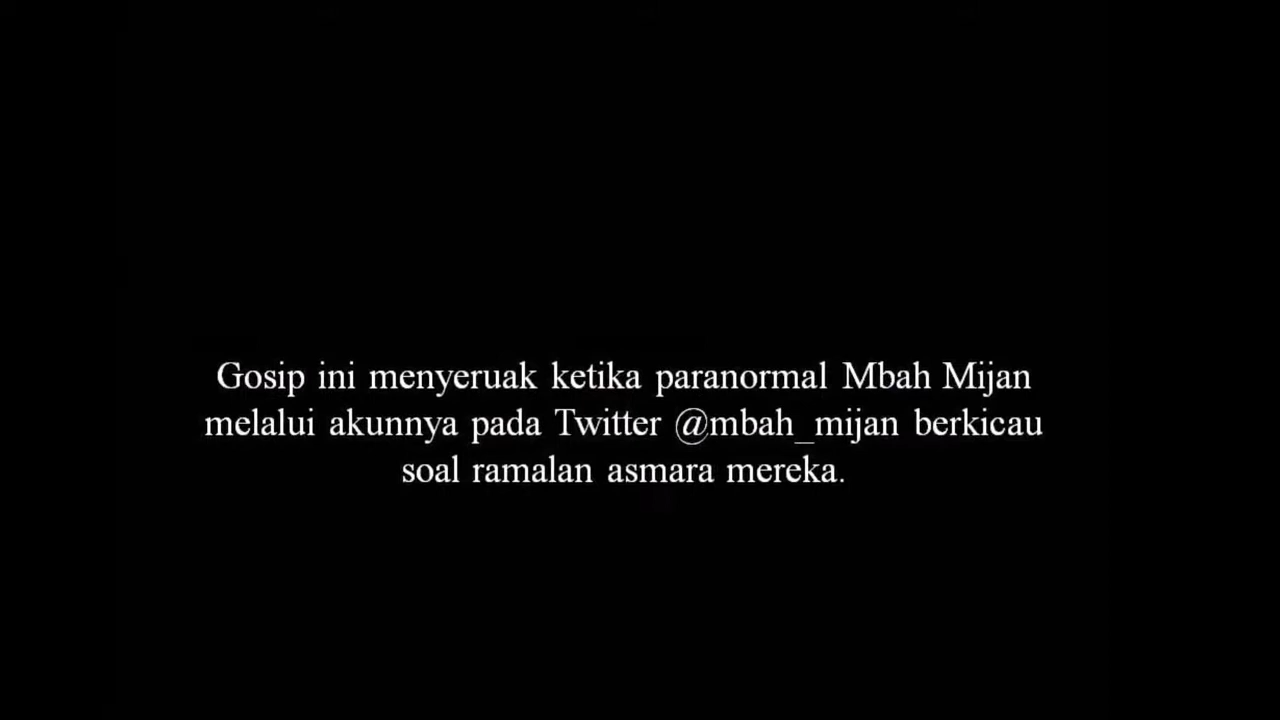 Gosip ini menyeruak ketika paranormal Mbah Mijan
melalui akunnya pada Twitter @mbah_mijan berkicau
soal ramalan asmara mereka.